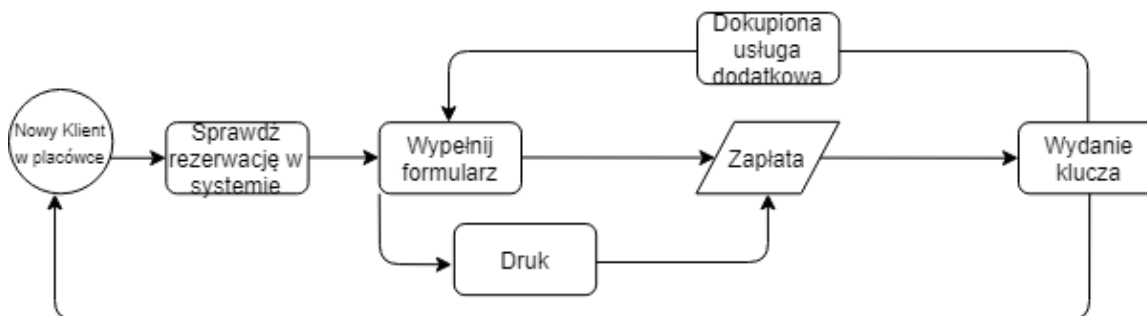 Dokupiona
usługa
dodatkowa
Nowy Klient
w placówce
Sprawdź
rezerwację w
systemie
Wypełnij
formularz
Zapłata
Wydanie
klucza
Druk